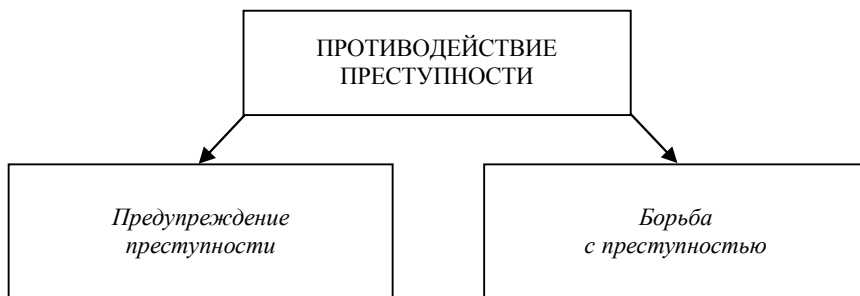 ПРОТИВОДЕЙСТВИЕ
ПРЕСТУПНОСТИ
Предупреждение
преступности
Борьба
с преступностью